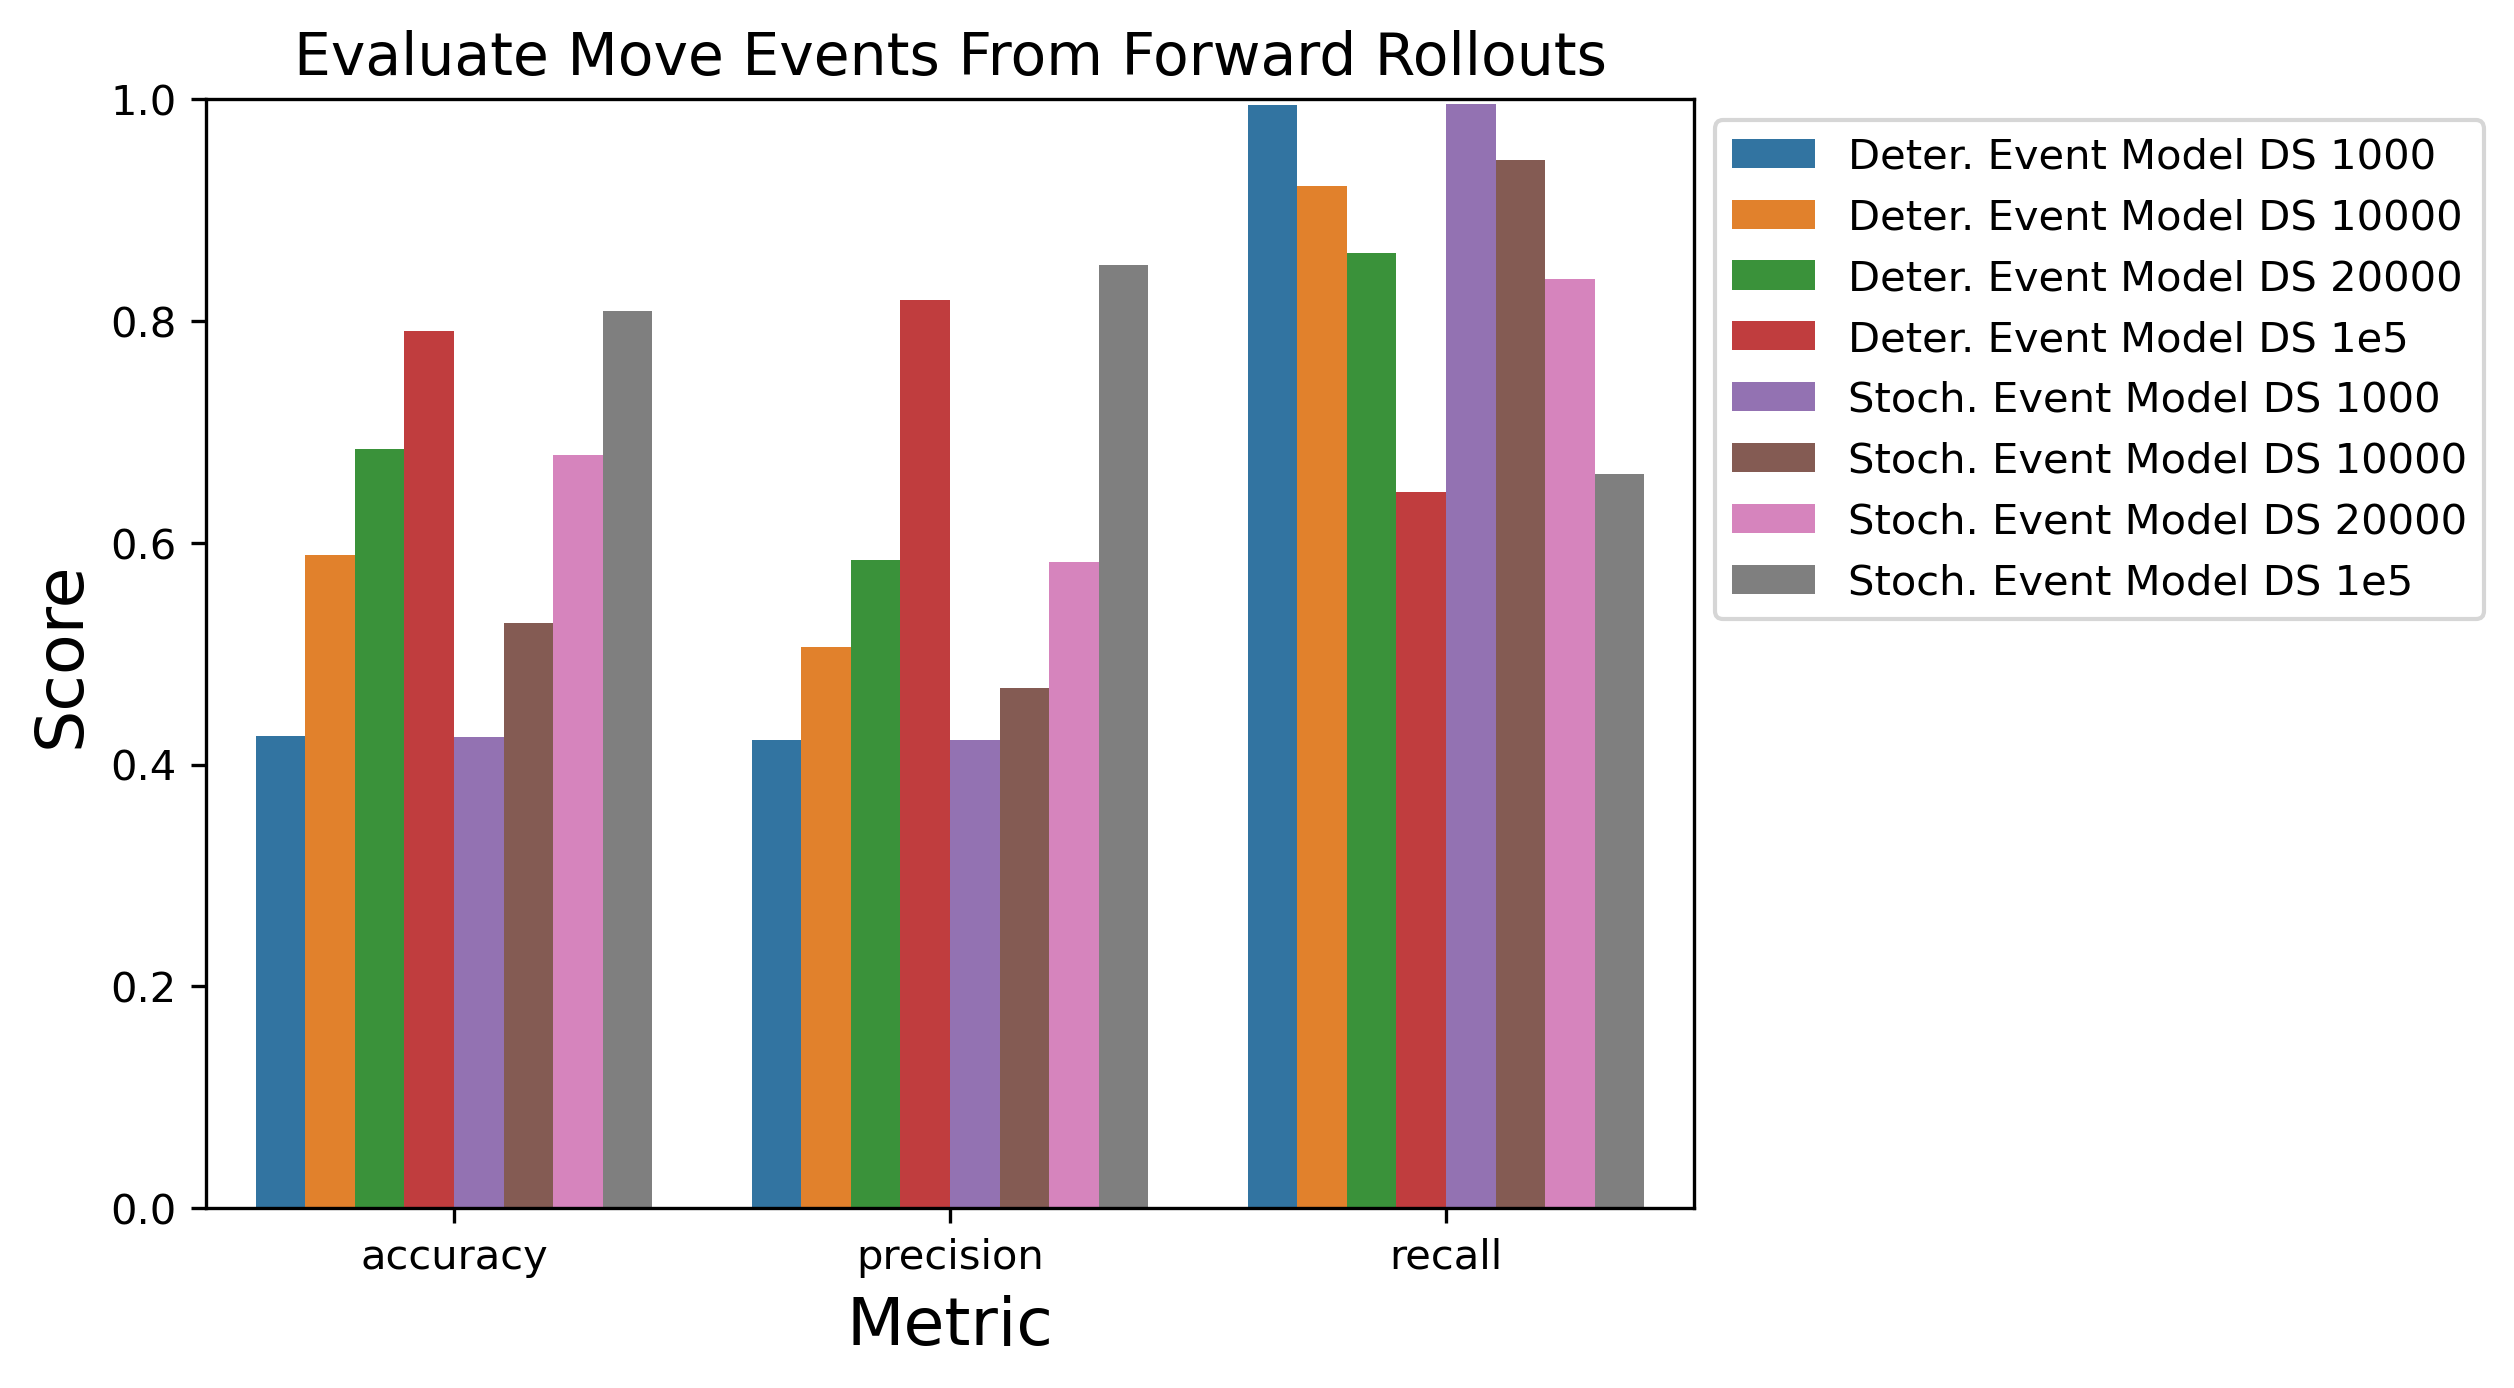 Evaluate Move Events From Forward Rollouts
1.0
0.8
0.6
0.4
0.2
0.0
Score
accuracy
precision
recall
Metric
Deter. Event Model DS 1000
Deter. Event Model DS 10000
Deter. Event Model DS 20000
Deter. Event Model DS 1e5
Stoch. Event Model DS 1000
Stoch. Event Model DS 10000
Stoch. Event Model DS 20000
Stoch. Event Model DS 1e5